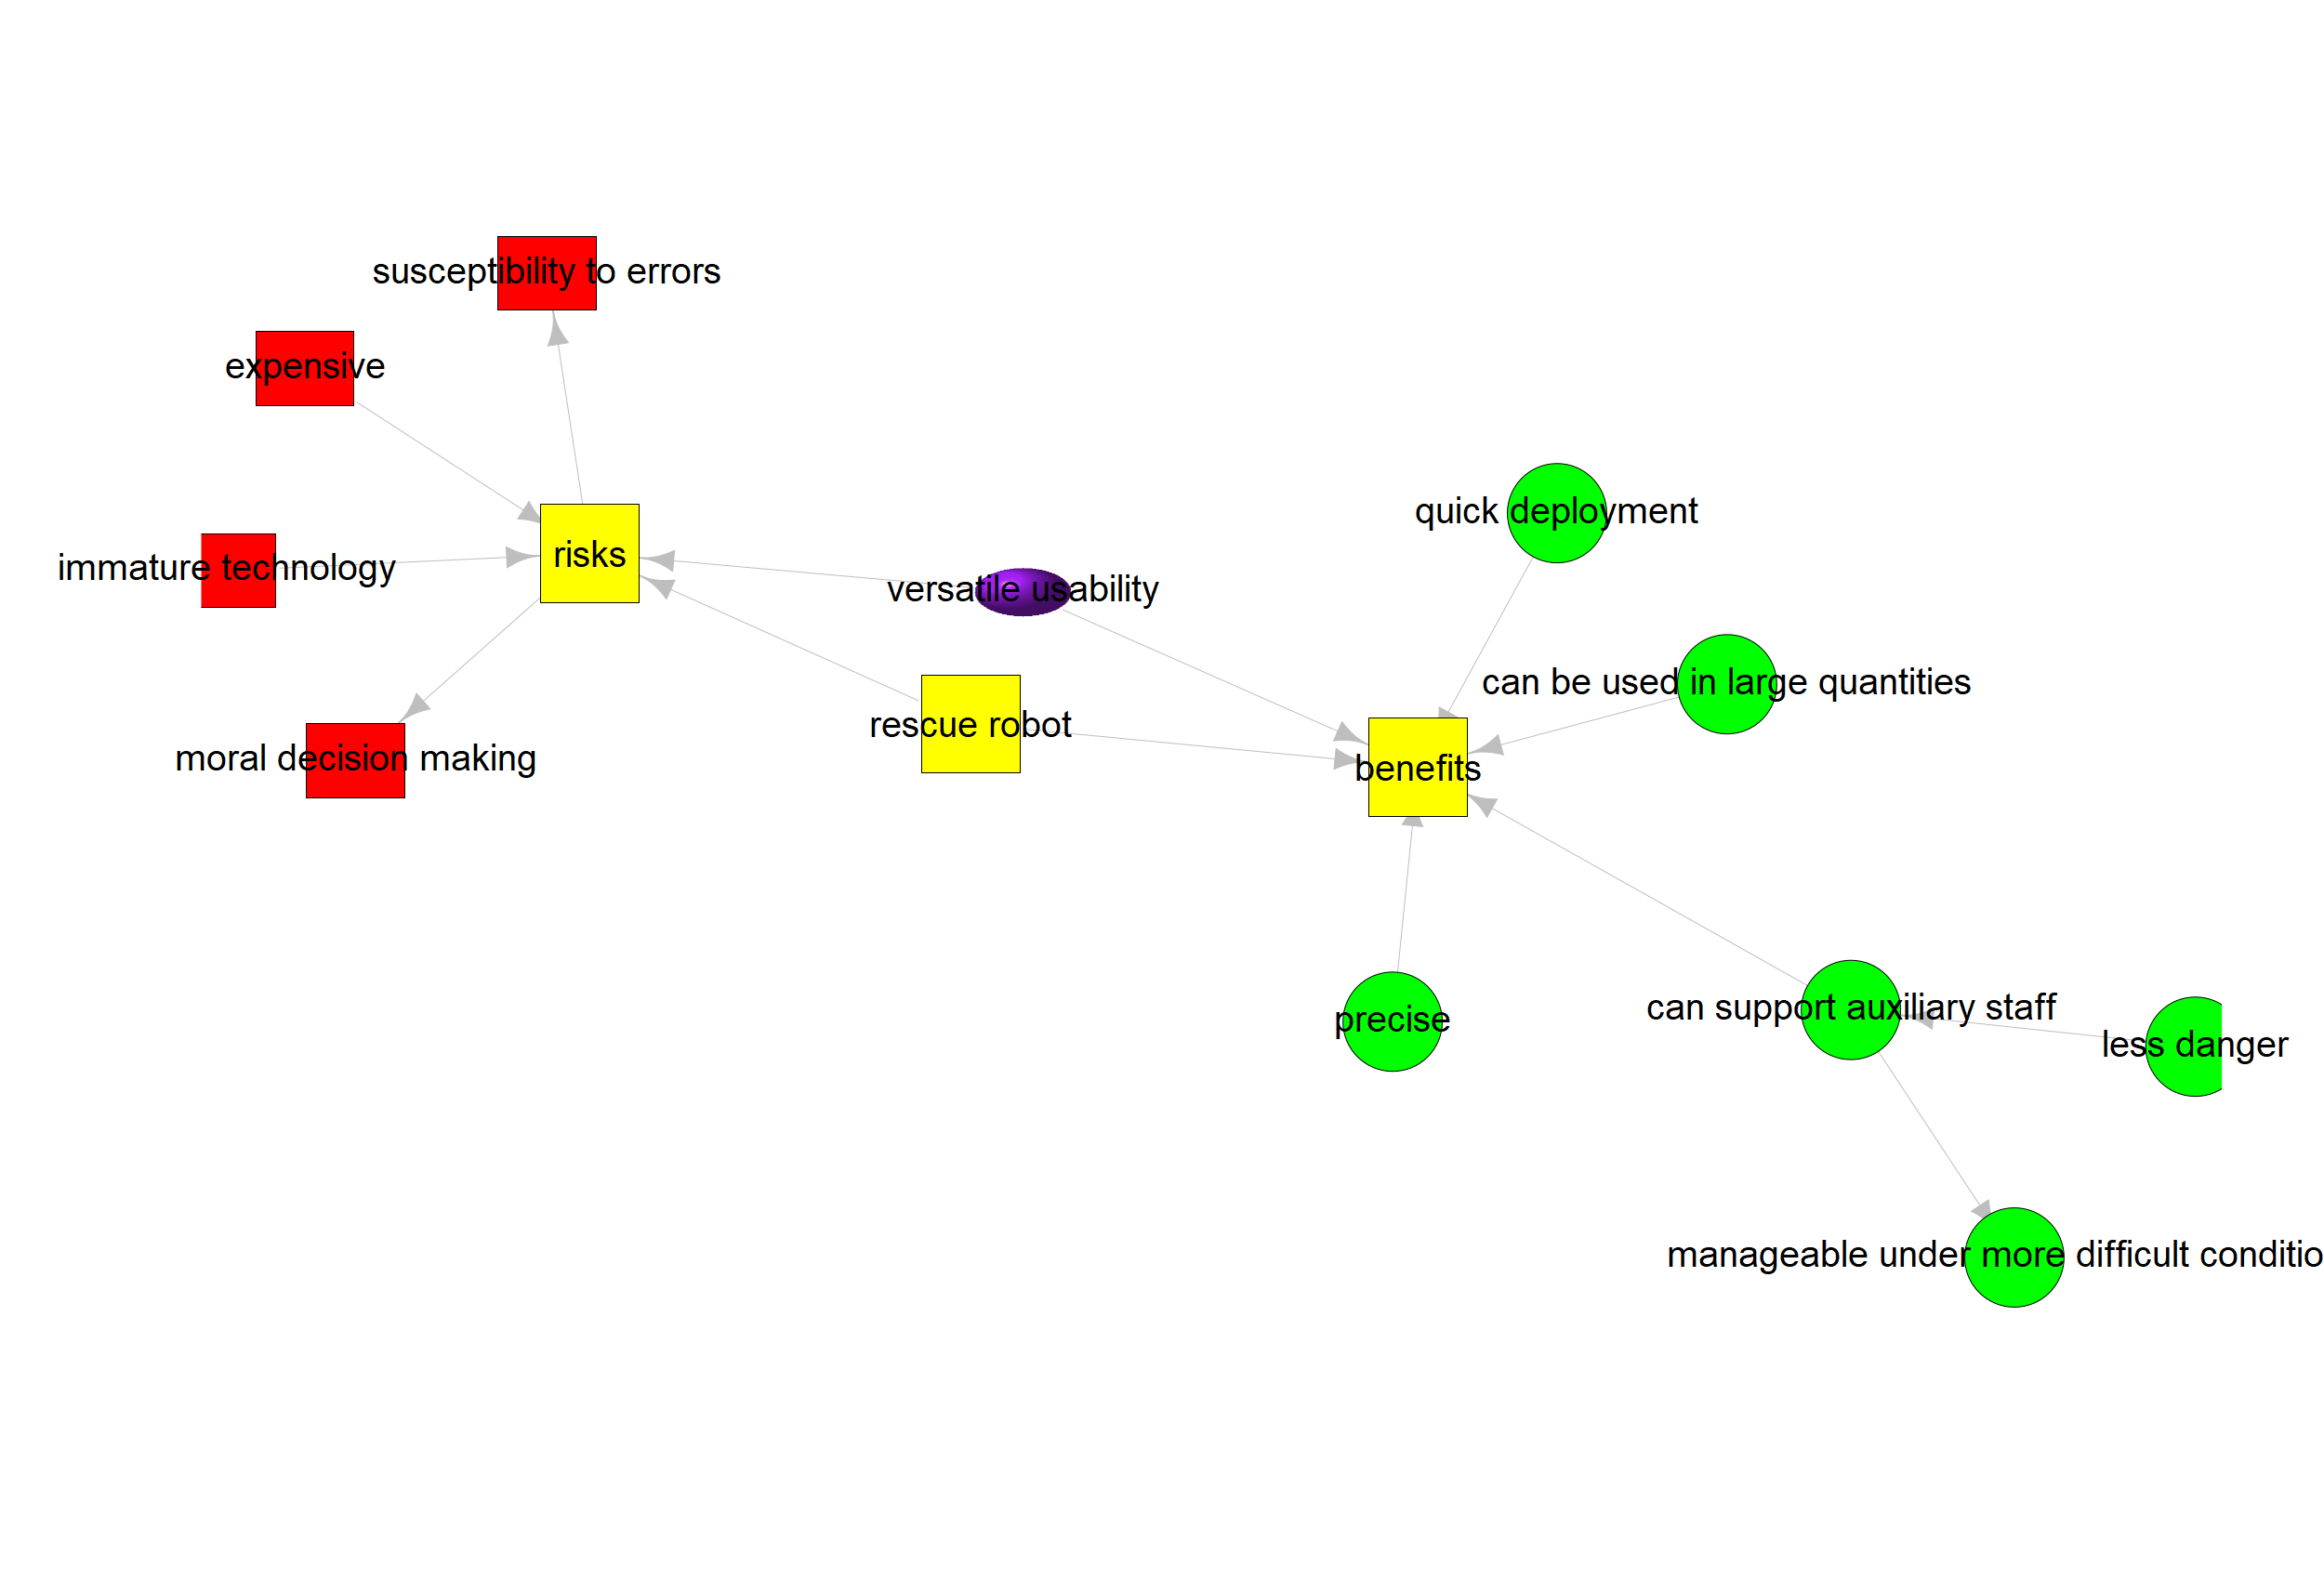 susceptibility to errors
expensive
quick deployment
risks
immature technology
versatile usability
can be used in large quantities
rescue robot
moral decision making
benefits
can support auxiliary staff
precise
less danger
manageable under more difficult conditio